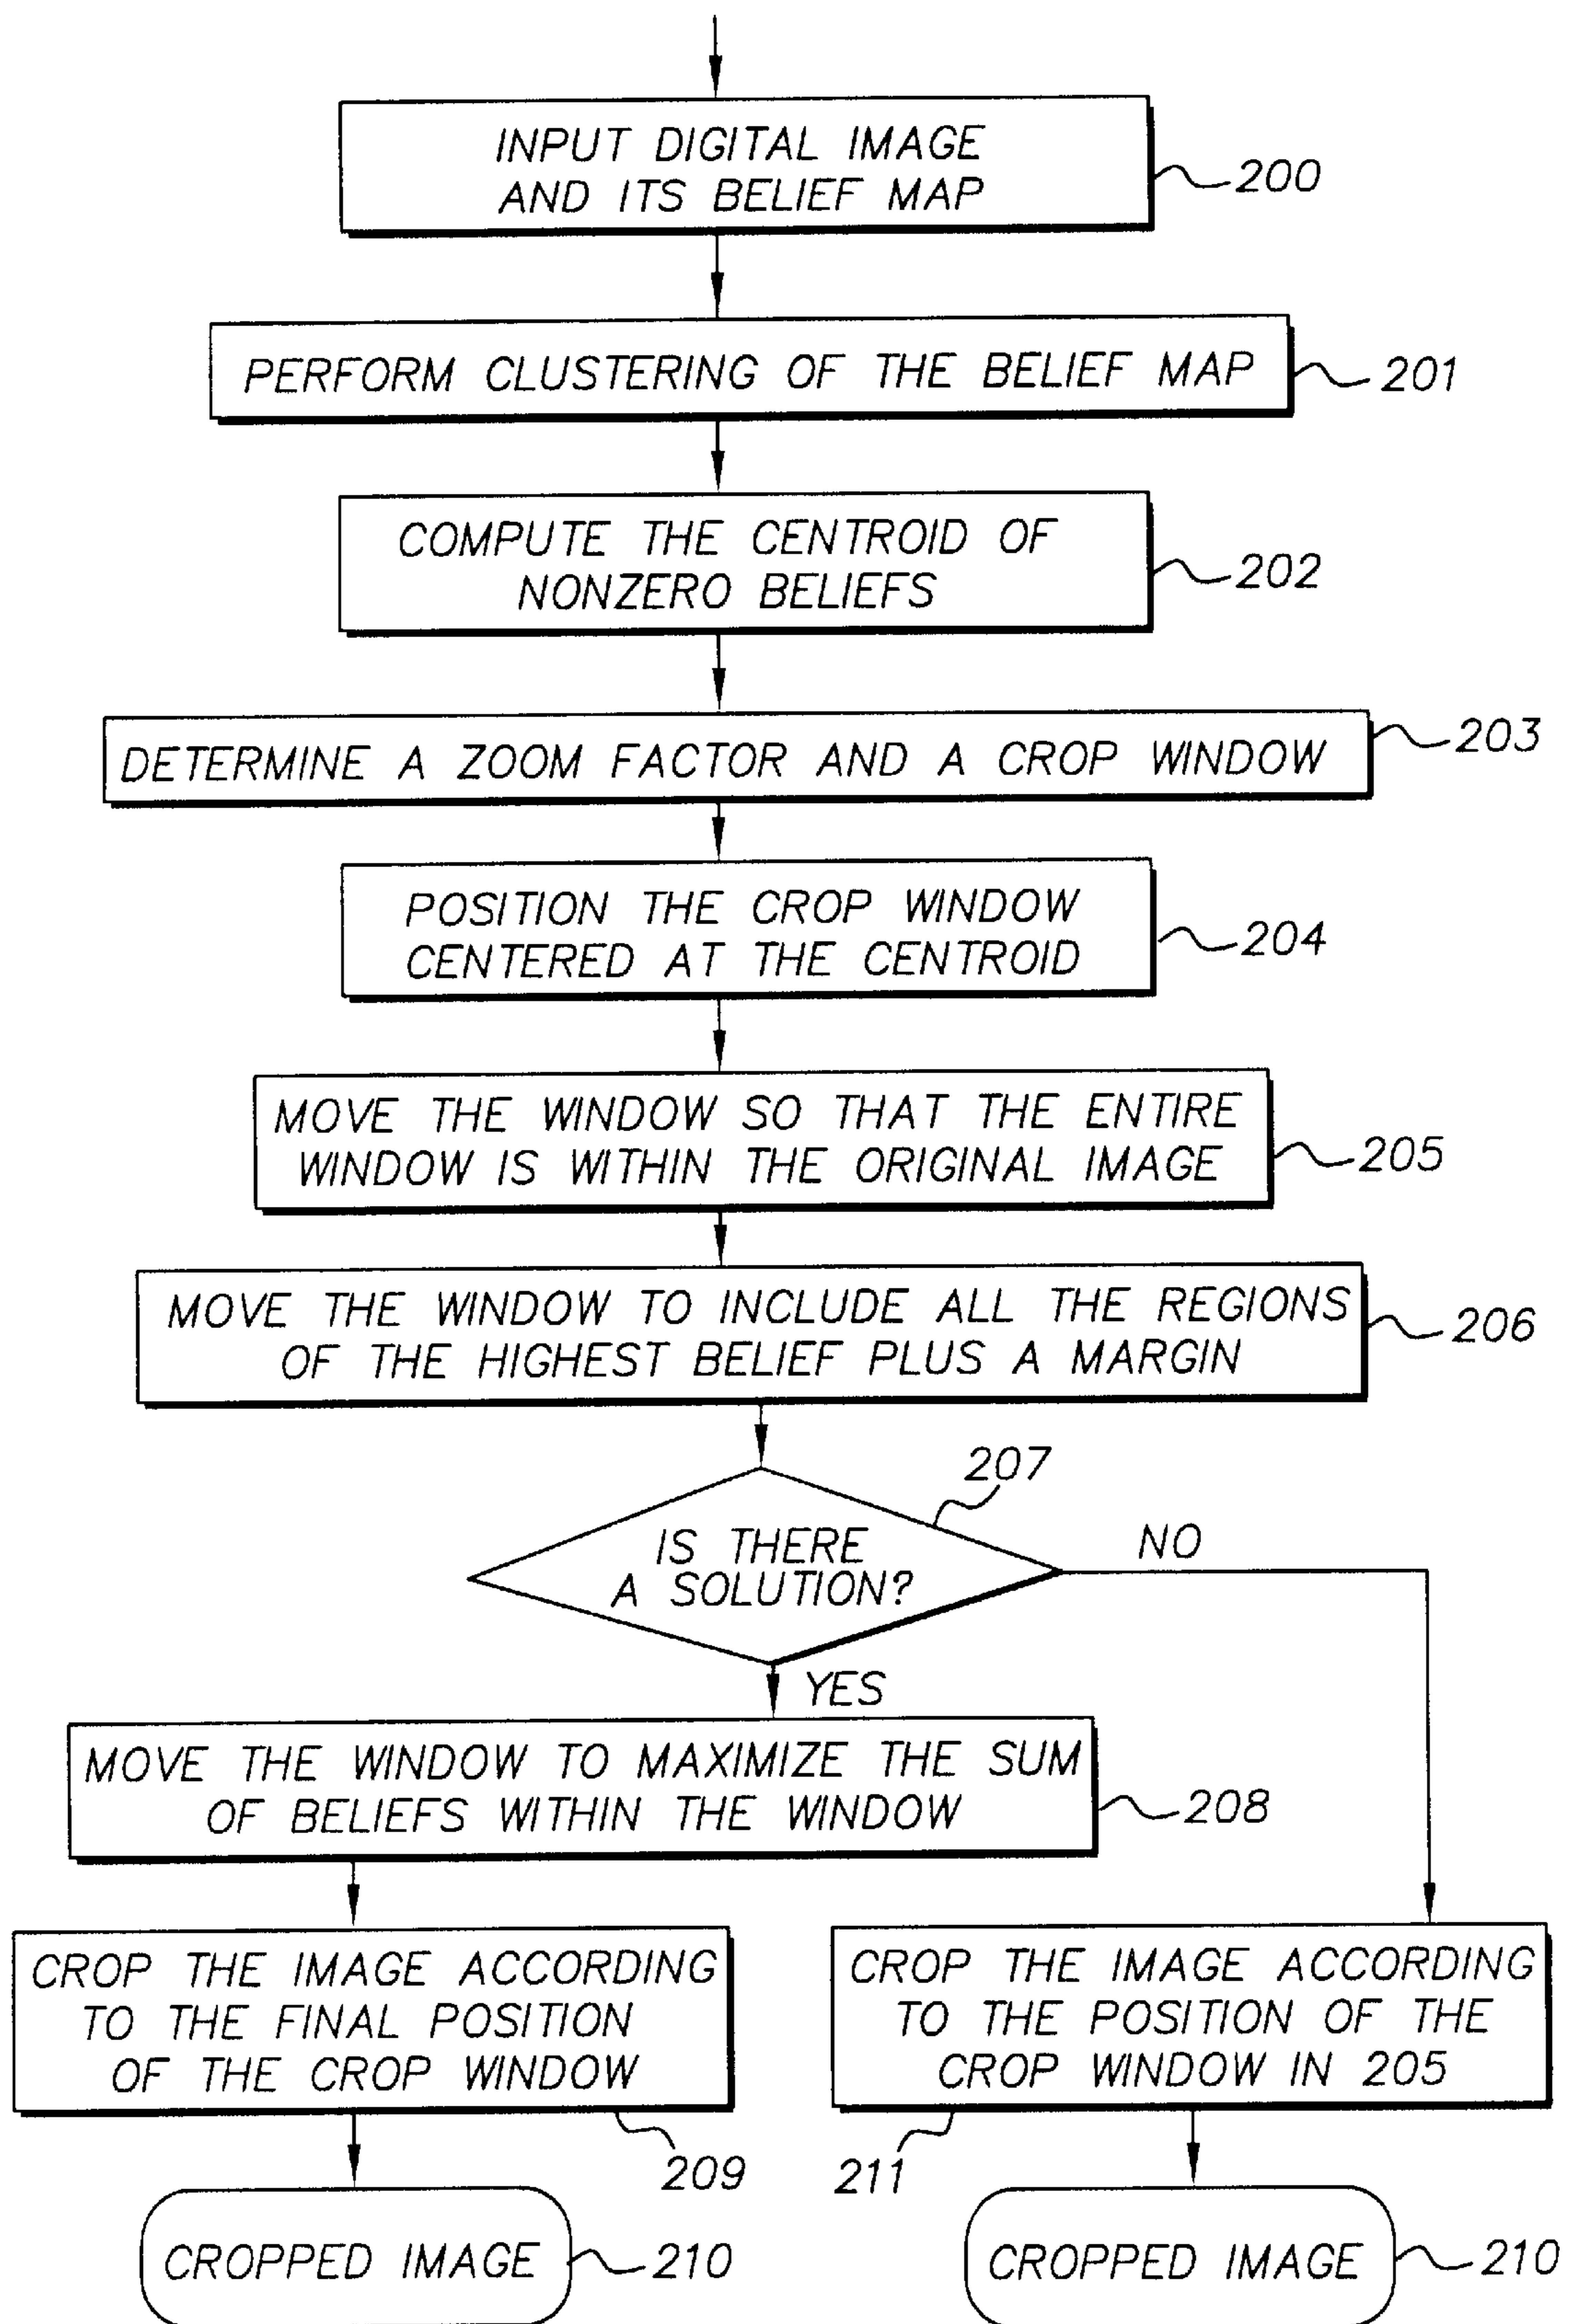 INPUT DIGITAL IMAGE
AND ITS BELIEF MAP
200
PERFORM CLUSTERING OF THE BELIEF MAP
201
COMPUTE THE CENTROID OF
NONZERO BELIEFS
202
DETERMINE A ZOOM FACTOR AND A CROP WINDOW
203
POSITION THE CROP WINDOW
CENTERED AT THE CENTROID
204
MOVE THE WINDOW SO THAT THE ENTIRE
WINDOW IS WITHIN THE ORIGINAL IMAGE
205
MOVE THE WINDOW TO INCLUDE ALL THE REGIONS
OF THE HIGHEST BELIEF PLUS A MARGIN
206
207
IS THERE
A SOLUTION?
NO
YES
MOVE THE WINDOW TO MAXIMIZE THE SUM
OF BELIEFS WITHIN THE WINDOW
208
CROP THE IMAGE ACCORDING
TO THE FINAL POSITION
OF THE CROP WINDOW
209
CROP THE IMAGE ACCORDING
TO THE POSITION OF THE
CROP WINDOW IN 205
211
CROPPED IMAGE
210
CROPPED IMAGE
210